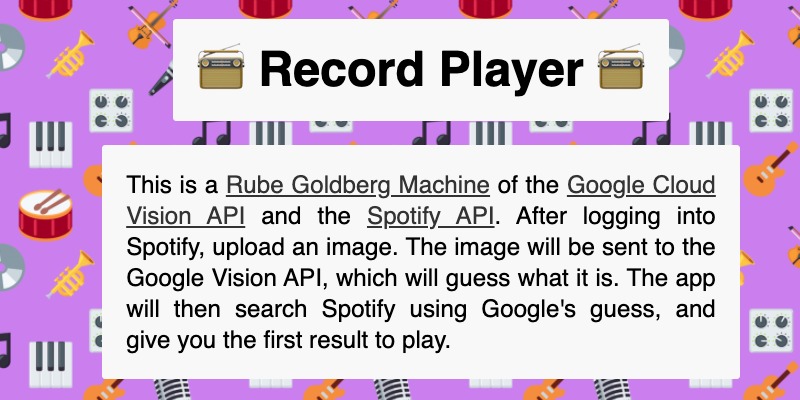 Record Player
This is a Rube Goldberg Machine of the Google Cloud
Vision API and the Spotify API. After logging into
Spotify, upload an image. The image will be sent to the
Google Vision API, which will guess what it is. The app
will then search Spotify using Google's guess, and
give you the first result to play.